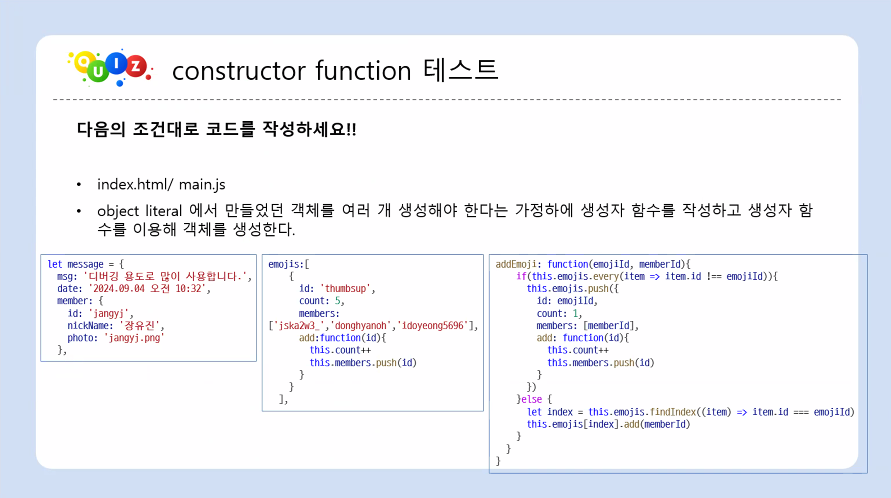 QUIZ
constructor function 테스트
다음의 조건대로 코드를 작성하세요!!
• index.html/ main.js
• object literal 에서 만들었던 객체를 여러 개 생성해야 한다는 가정하에 생성자 함수를 작성하고 생성자 함
수를 이용해 객체를 생성한다.
let message = {
msg: '디버깅 용도로 많이 사용합니다.',
date: '2024.09.04 오전 10:32',
member: {
id: 'jangyj',
nickName: '장유진',
photo: 'jangyj.png'
},
emojis:[
{
id: 'thumbsup',
count: 5,
members:
['jska2w3_','donghyanoh','idoyeong5696'],
add:function(id){
this.count++
this.members.push(id)
}
}
],
addEmoji: function(emojiId, memberId){
if(this.emojis.every(item => item.id !== emojiId)){
this.emojis.push({
id: emojiId,
count: 1,
members: [memberId],
add: function(id){
this.count++
this.members.push(id)
}
})
}else {
let index = this.emojis.findIndex((item) => item.id === emojiId)
this.emojis[index].add(memberId)
}
}
}